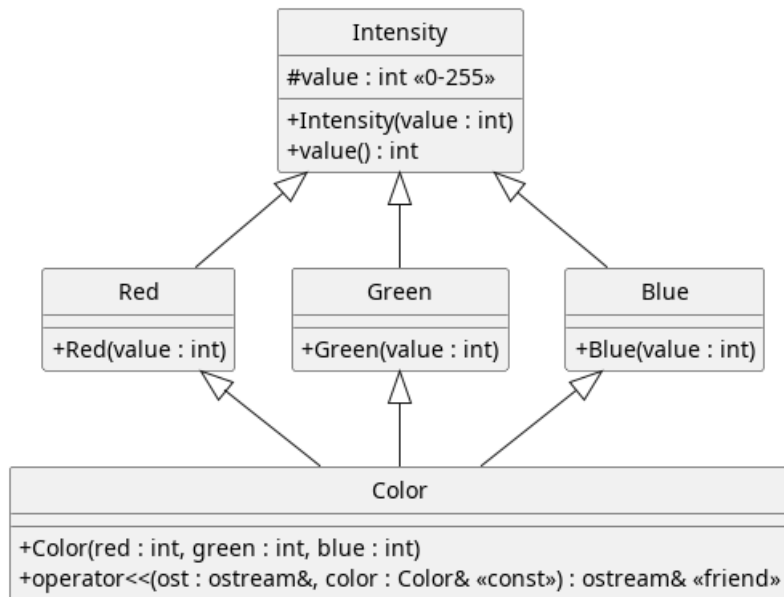 Intensity
#value : int «0-255»
+Intensity(value : int)
+value() : int
Red
+Red(value : int)
Green
+Green(value : int)
Blue
+Blue(value : int)
Color
+Color(red : int, green : int, blue : int)
+operator<<(ost : ostream&, color : Color& «const») : ostream& «friend»